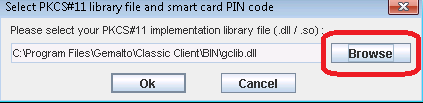 Select PKCS#11 library file and smart card PIN code
Please select your PKCS#11 implementation library file (.dll / .so) :
C:\Program Files\Gemalto\Classic Client\BIN\gclib.dll Browse
Ok Cancel